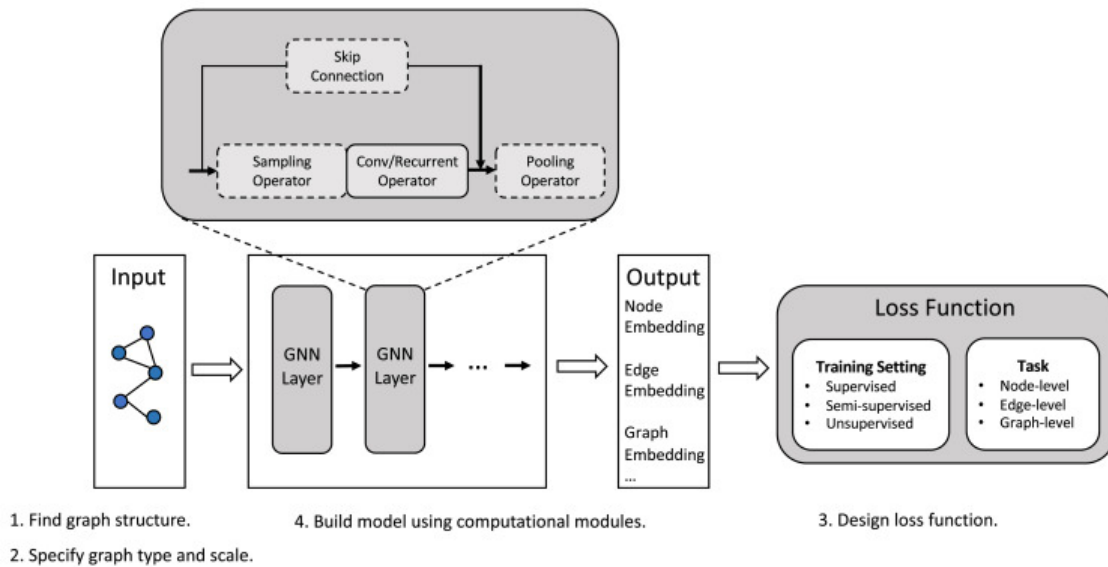 Skip
Connection
Sampling
Operator
Conv/Recurrent
Operator
Pooling
Operator
Input
GNN
Layer
GNN
Layer
...
Output
Node
Embedding
Edge
Embedding
Graph
Embedding
...
Loss Function
Training Setting
• Supervised
• Semi-supervised
• Unsupervised
Task
• Node-level
• Edge-level
• Graph-level
1. Find graph structure.
2. Specify graph type and scale.
4. Build model using computational modules.
3. Design loss function.